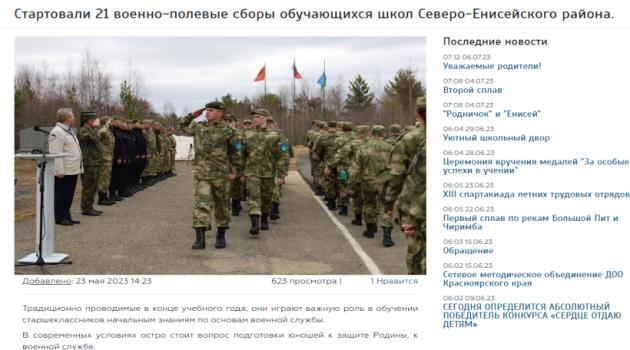 Стартовали 21 военно-полевые сборы обучающихся школ Северо-Енисейского района.
Добавлено: 23 мая 2023 14:23 623 просмотра | 1 Нравится
Традиционно проводимые в конце учебного года, они играют важную роль в обучении
старшеклассников начальным знаниям по основам военной службы.
В современных условиях остро стоит вопрос подготовки юношей к защите Родины, к
военной службе.
Последние новости
07:12 06.07.23
Уважаемые родители!
07:08 04.07.23
Второй сплав
07:08 04.07.23
"Родничок" и "Енисей"
06:04 29.06.23
Уютный школьный двор
06:04 28.06.23
Церемония вручения медалей "За особые
успехи в учении"
06:05 23.06.23
XIII спартакиада летних трудовых отрядов
06:05 22.06.23
Первый сплав по рекам Большой Пит и
Чиримба
06:03 15.06.23
Обращение
06:02 15.06.23
Сетевое методическое объединение ДОО
Красноярского края
06:02 09.06.23
СЕГОДНЯ ОПРЕДЕЛИТСЯ АБСОЛЮТНЫЙ
ПОБЕДИТЕЛЬ КОНКУРСА «СЕРДЦЕ ОТДАЮ
ДЕТЯМ»